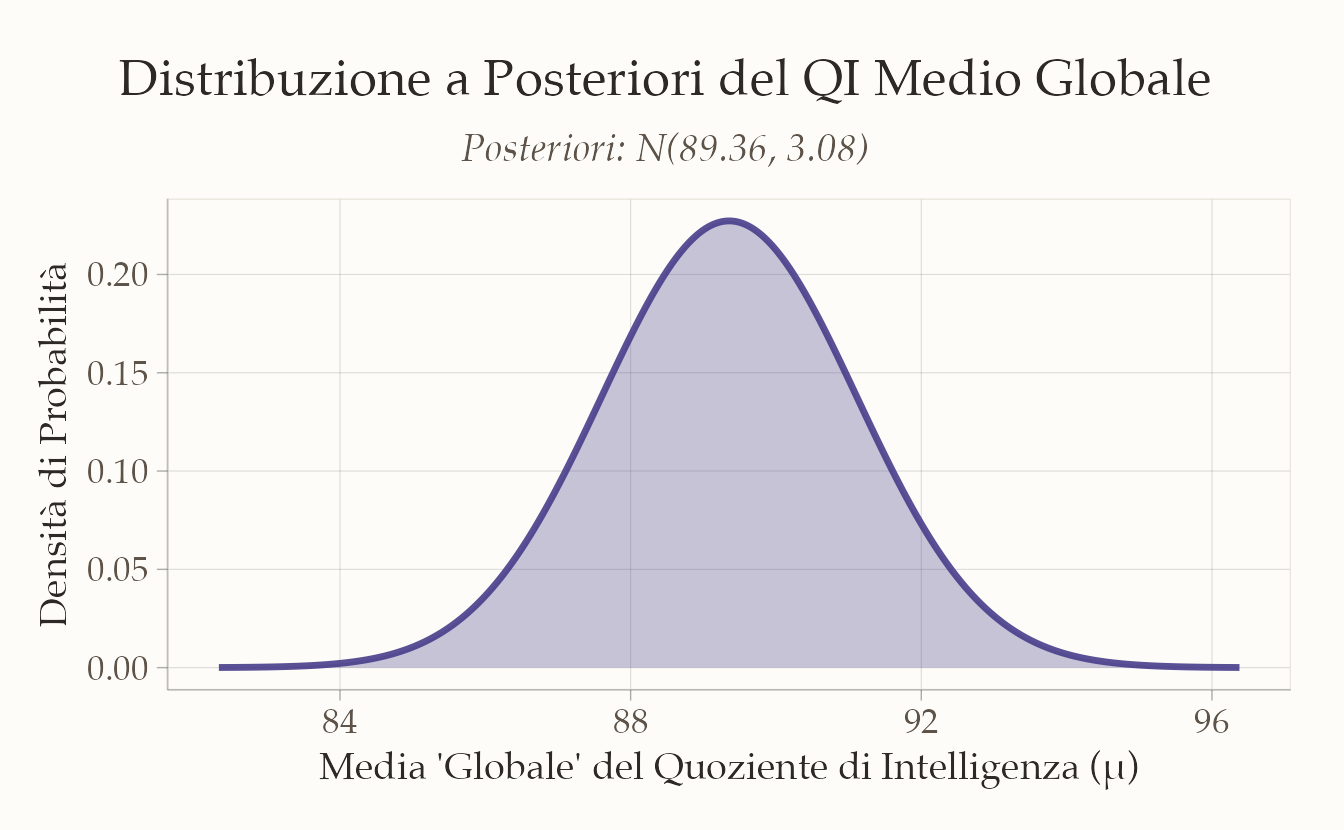 Distribuzione a Posteriori del QI Medio Globale
Posteriori: N(89.36, 3.08)
Densità di Probabilità
0.20
0.15
0.10
0.05
0.00
84 88 92 96
Media 'Globale' del Quoziente di Intelligenza (μ)